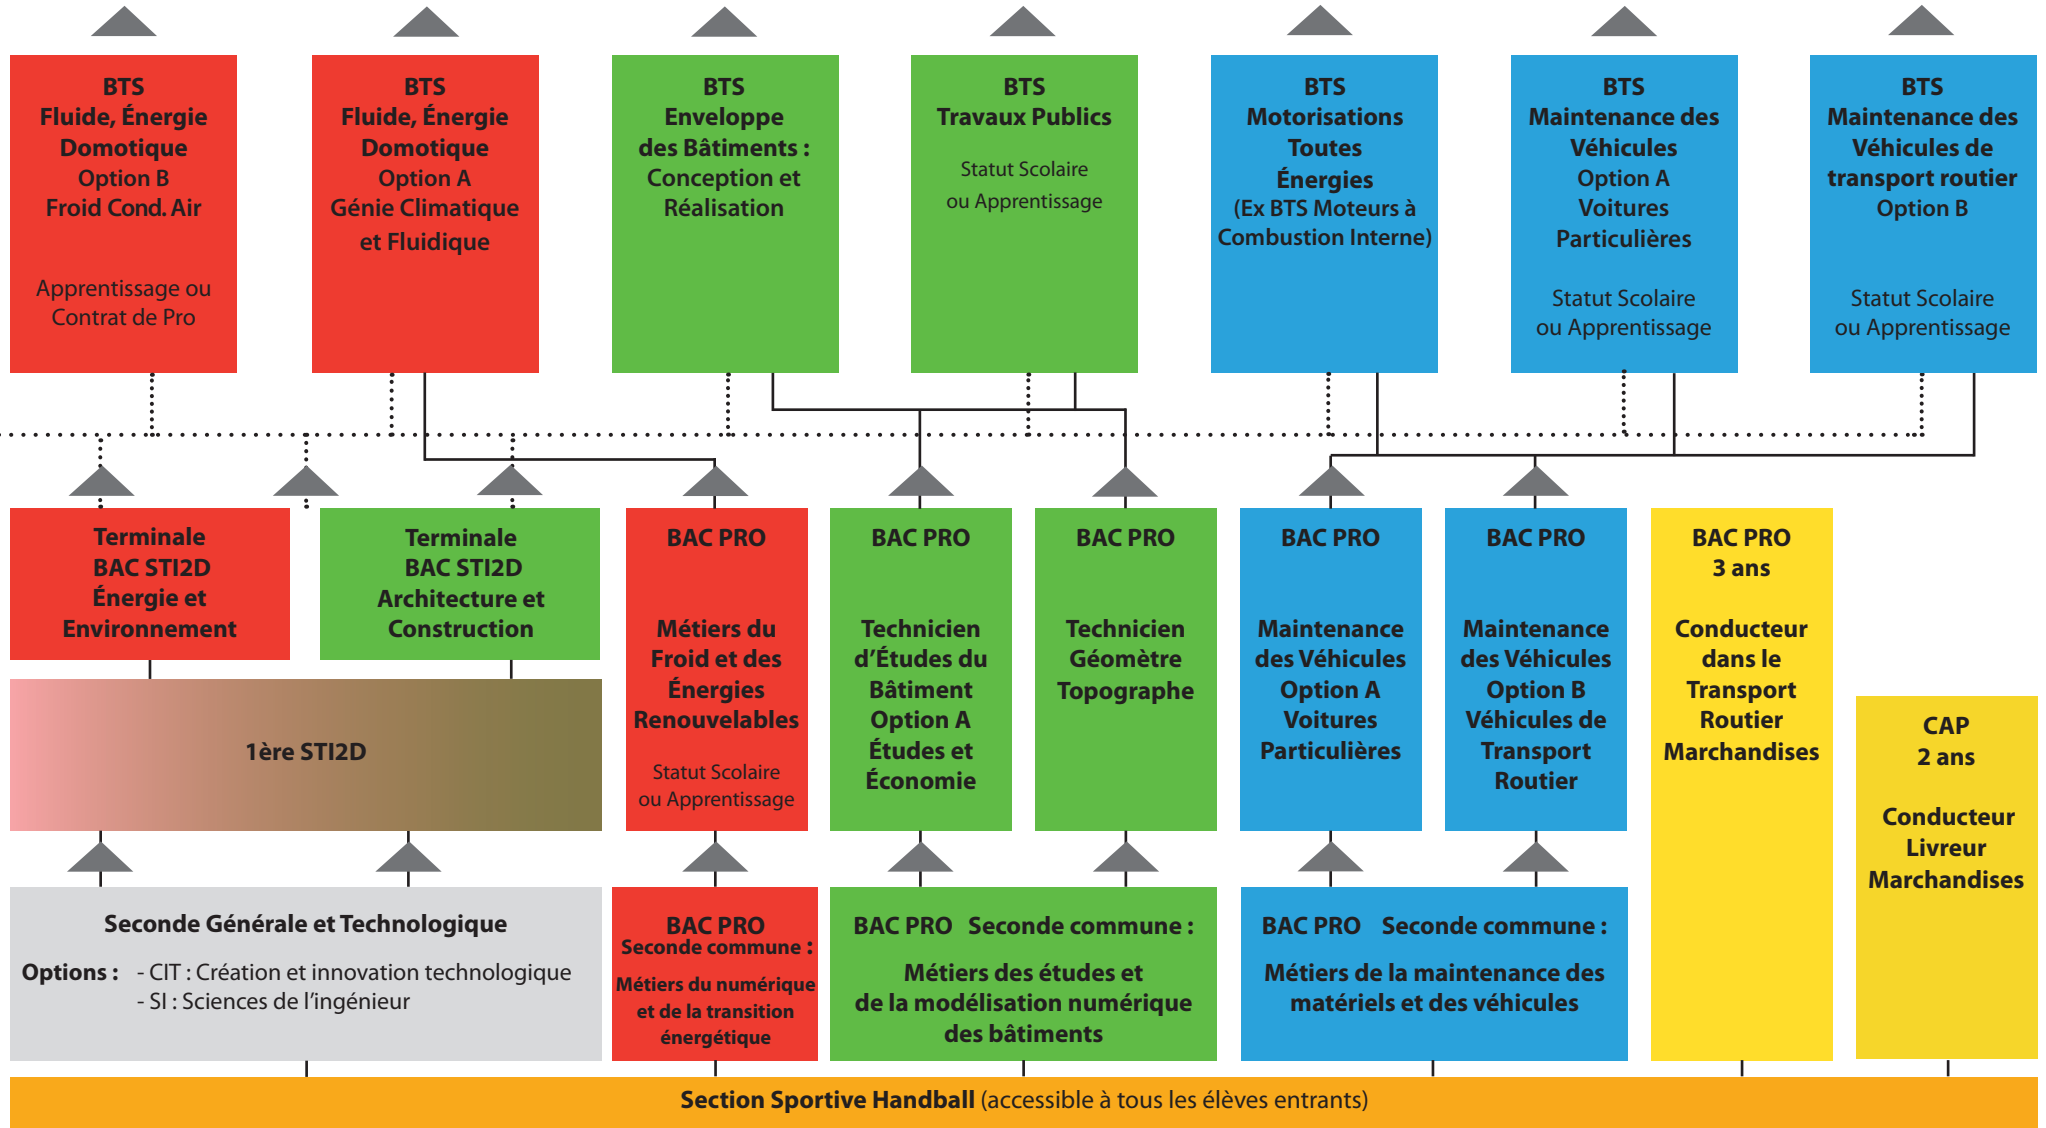 BTS
Fluide, Énergie
Domotique
Option B
Froid Cond. Air
Apprentissage ou
Contrat de Pro
BTS
Fluide, Énergie
Domotique
Option A
Génie Climatique
et Fluidique
BTS
Enveloppe
des Bâtiments :
Conception et
Réalisation
BTS
Travaux Publics
Statut Scolaire
ou Apprentissage
BTS
Motorisations
Toutes
Énergies
(Ex BTS Moteurs à
Combustion Interne)
BTS
Maintenance des
Véhicules
Option A
Voitures
Particulières
Statut Scolaire
ou Apprentissage
BTS
Maintenance des
Véhicules de
transport routier
Option B
Statut Scolaire
ou Apprentissage
Terminale
BAC STI2D
Énergie et
Environnement
Terminale
BAC STI2D
Architecture et
Construction
BAC PRO
Métiers du
Froid et des
Énergies
Renouvelables
Statut Scolaire
ou Apprentissage
BAC PRO
Technicien
d'Études du
Bâtiment
Option A
Études et
Économie
BAC PRO
Technicien
Géomètre
Topographe
BAC PRO
Maintenance
des Véhicules
Option A
Voitures
Particulières
BAC PRO
Maintenance
des Véhicules
Option B
Véhicules de
Transport
Routier
BAC PRO
3 ans
Conducteur
dans le
Transport
Routier
Marchandises
CAP
2 ans
Conducteur
Livreur
Marchandises
1ère STI2D
Seconde Générale et Technologique
Options : - CIT : Création et innovation technologique
- SI : Sciences de l'ingénieur
BAC PRO
Seconde commune :
Métiers du numérique
et de la transition
énergétique
BAC PRO Seconde commune :
Métiers des études et
de la modélisation numérique
des bâtiments
BAC PRO Seconde commune :
Métiers de la maintenance des
matériels et des véhicules
Section Sportive Handball (accessible à tous les élèves entrants)